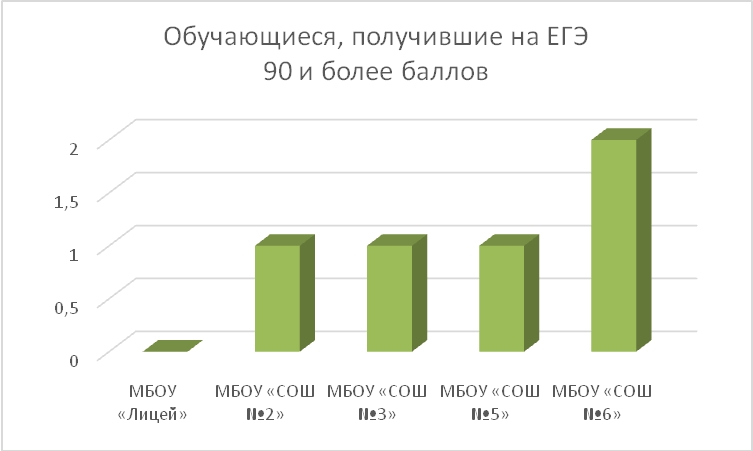 Обучающиеся, получившие на ЕГЭ
90 и более баллов
2
1,5
1
0,5
0
МБОУ
«Лицей»
МБОУ «СОШ
№2»
МБОУ «СОШ
№3»
МБОУ «СОШ
№5»
МБОУ «СОШ
№6»